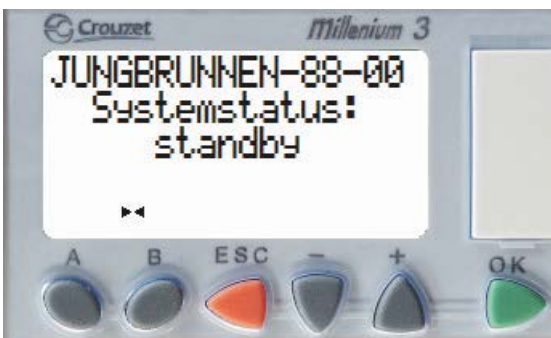 Crouzet Millenium 3
JUNGBRUNNEN-88-00
Systemstatus:
standby
A B ESC - + OK